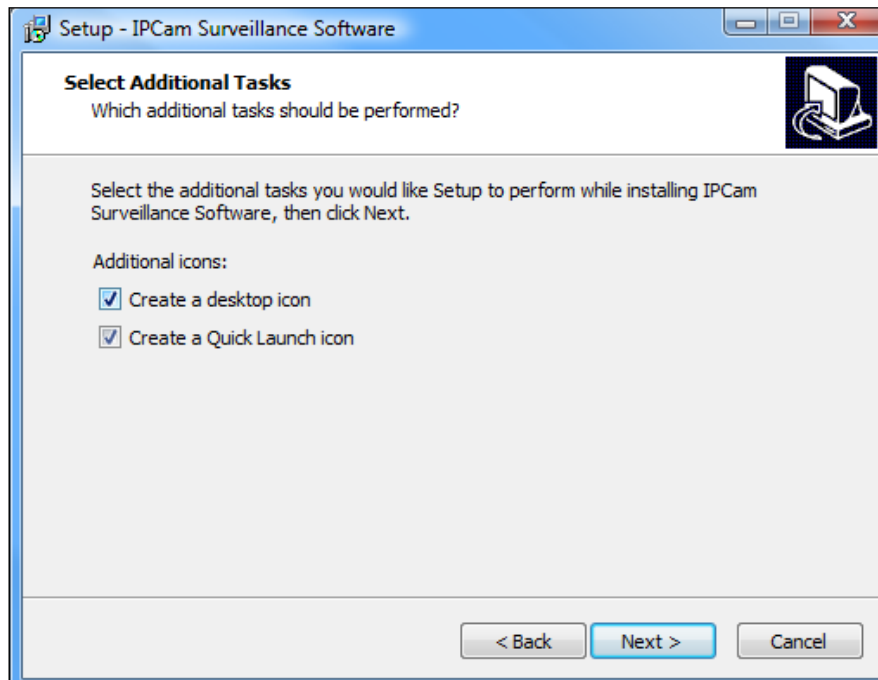 Setup - IPCam Surveillance Software
Select Additional Tasks
Which additional tasks should be performed?
Select the additional tasks you would like Setup to perform while installing IPCam
Surveillance Software, then click Next.
Additional icons:
Create a desktop icon
Create a Quick Launch icon
< Back Next > Cancel